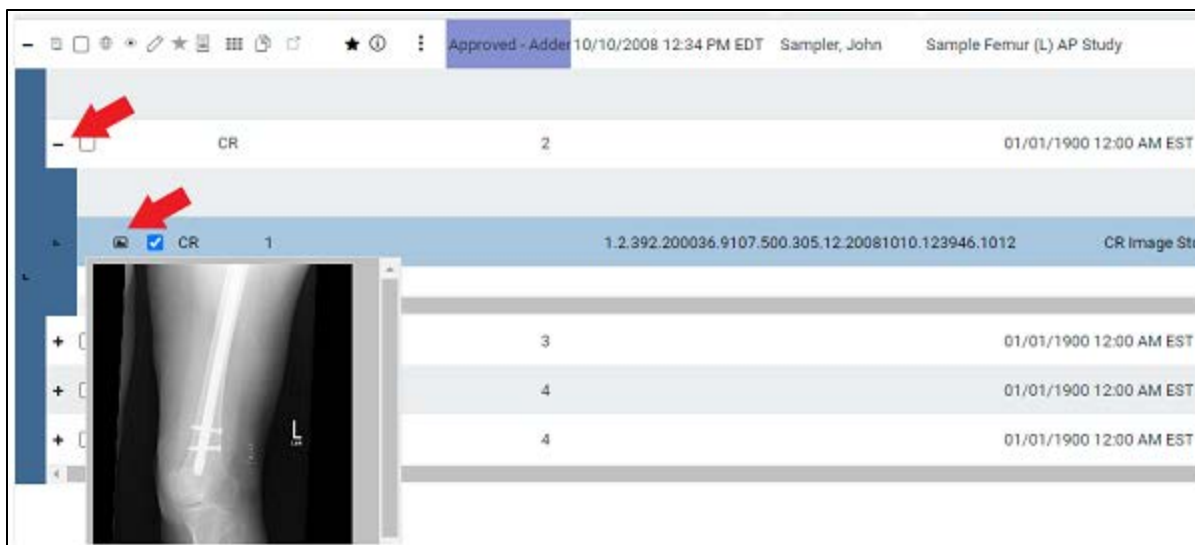 Approved - Adder 10/10/2008 12:34 PM EDT Sampler, John Sample Femur (L) AP Study
CR 2 01/01/1900 12:00 AM EST
CR 1 1.2.392.200036.9107.500.305.12.20081010.123946.1012 CR Image Sto
3 01/01/1900 12:00 AM EST
4 01/01/1900 12:00 AM EST
L
4 01/01/1900 12:00 AM EST